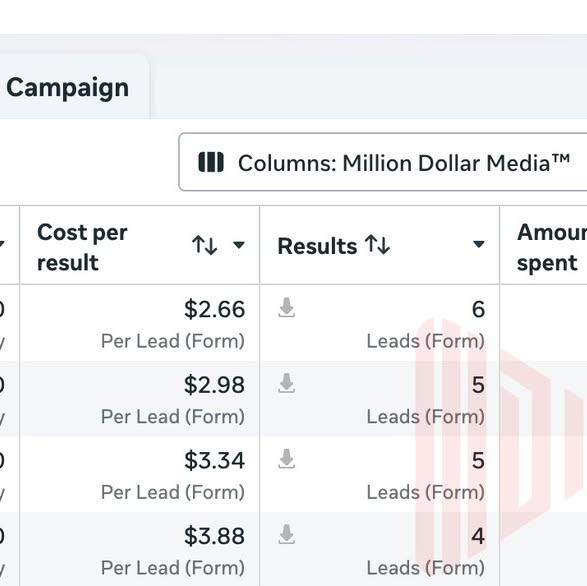 Campaign
Columns: Million Dollar Media™
Cost per result
Results
Amoun
spent
$2.66
6
Per Lead (Form)
Leads (Form)
$2.98
5
Per Lead (Form)
Leads (Form)
$3.34
5
Per Lead (Form)
Leads (Form)
$3.88
4
Per Lead (Form)
Leads (Form)